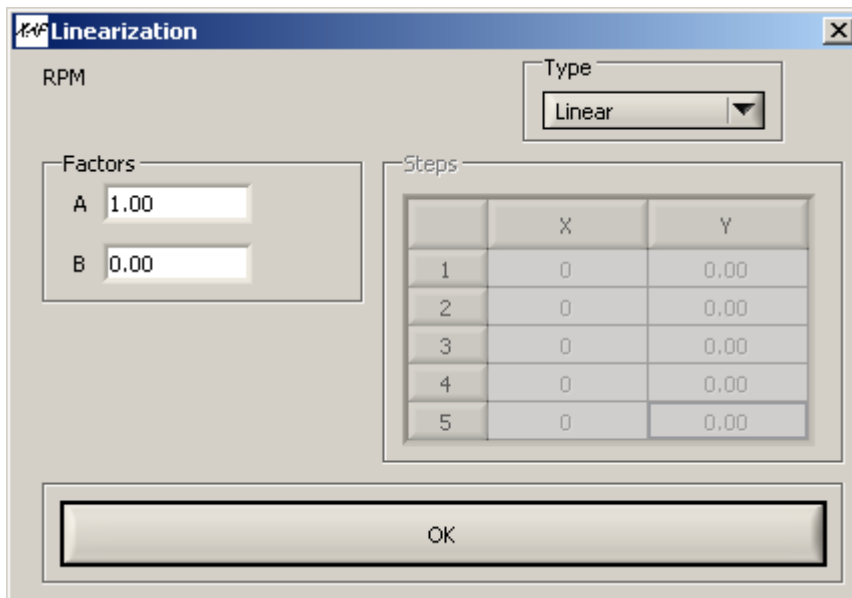 Linearization
RPM
Type
Linear
Factors
A 1.00
B 0.00
Steps
X Y
1 0 0.00
2 0 0.00
3 0 0.00
4 0 0.00
5 0 0.00
OK